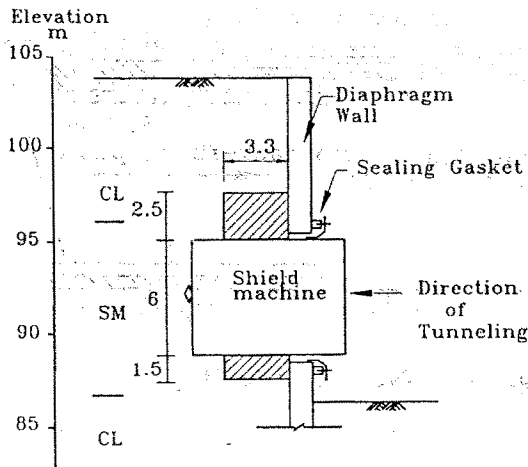 Elevation
m
105
100
95
90
85
CL
SM
CL
3.3
2.5
6
1.5
Diaphragm
Wall
Sealing Gasket
Shield
machine
Direction
of
Tunneling